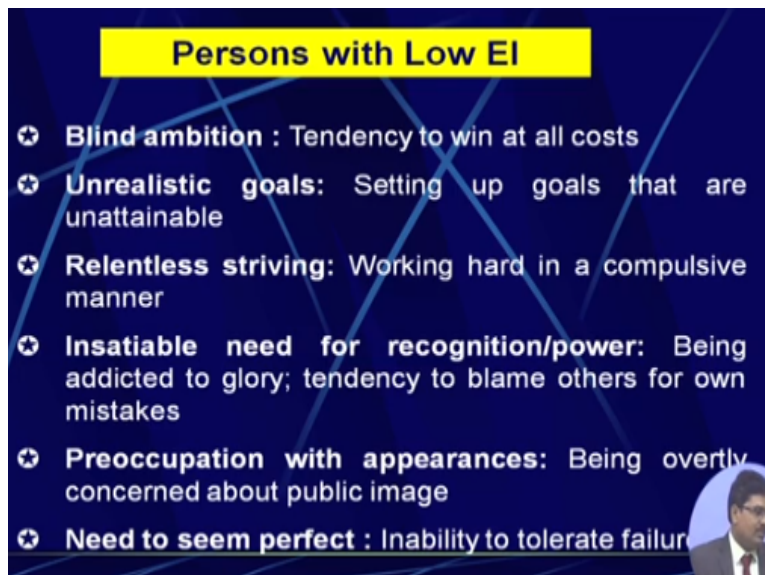 Persons with Low EI
Blind ambition : Tendency to win at all costs
Unrealistic goals: Setting up goals that are
unattainable
Relentless striving: Working hard in a compulsive
manner
Insatiable need for recognition/power: Being
addicted to glory; tendency to blame others for own
mistakes
Preoccupation with appearances: Being overtly
concerned about public image
Need to seem perfect : Inability to tolerate failure